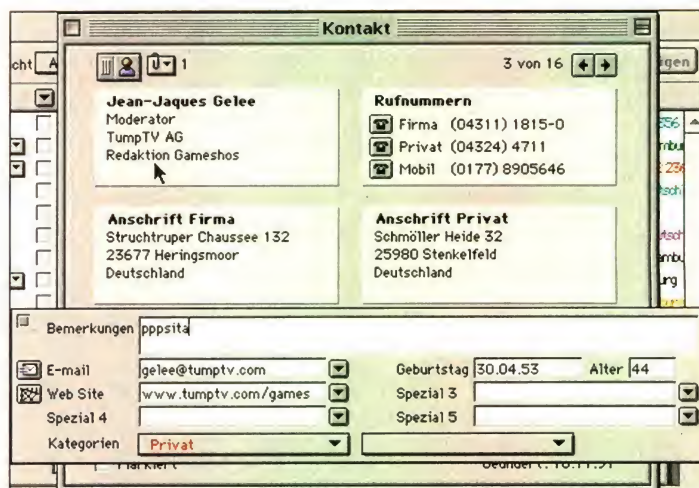 Kontakt
cht
1
3 von 16
Jean-Jaques Gelee
Moderator
TumpTV AG
Redaktion Gameshos
Rufnummern
Firma (04311) 1815-0
Privat (04324) 4711
Mobil (0177) 8905646
Anschrift Firma
Struchtruper Chaussee 132
23677 Heringsmoor
Deutschland
Anschrift Privat
Schmöller Heide 32
25980 Stenkelfeld
Deutschland
Bemerkungen pppsita
E-mail gelee@tumptv.com
Geburtstag 30.04.53 Alter 44
Web Site www.tumptv.com/games
Spezial 3
Spezial 4
Spezial 5
Kategorien Privat